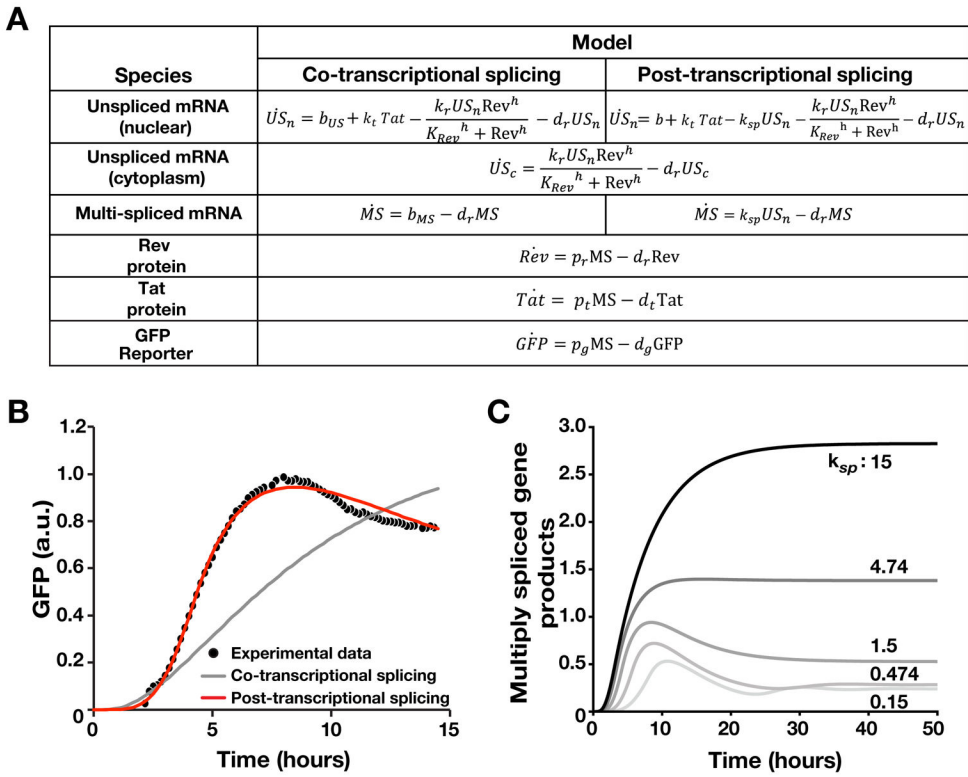 A
Species
Model
Co-transcriptional splicing
Post-transcriptional splicing
Unspliced mRNA
(nuclear)
U̇S_n = b_US + k_t Tat − (k_r US_n Rev^h)/(K_Rev^h + Rev^h) − d_r US_n
U̇S_n = b + k_t Tat − k_sp US_n − (k_r US_n Rev^h)/(K_Rev^h + Rev^h) − d_r US_n
Unspliced mRNA
(cytoplasm)
U̇S_c = (k_r US_n Rev^h)/(K_Rev^h + Rev^h) − d_r US_c
Multi-spliced mRNA
ṀS = b_MS − d_r MS
ṀS = k_sp US_n − d_r MS
Rev
protein
Rėv = p_r MS − d_r Rev
Tat
protein
Tȧt = p_t MS − d_t Tat
GFP
Reporter
GḞP = p_g MS − d_g GFP
B
GFP (a.u.)
1.2
1.0
0.8
0.6
0.4
0.2
0
0
5
10
15
Time (hours)
Experimental data
Co-transcriptional splicing
Post-transcriptional splicing
C
Multiply spliced gene
products
3.0
2.5
2.0
1.5
1.0
0.5
0
0
10
20
30
40
50
Time (hours)
k_sp : 15
4.74
1.5
0.474
0.15